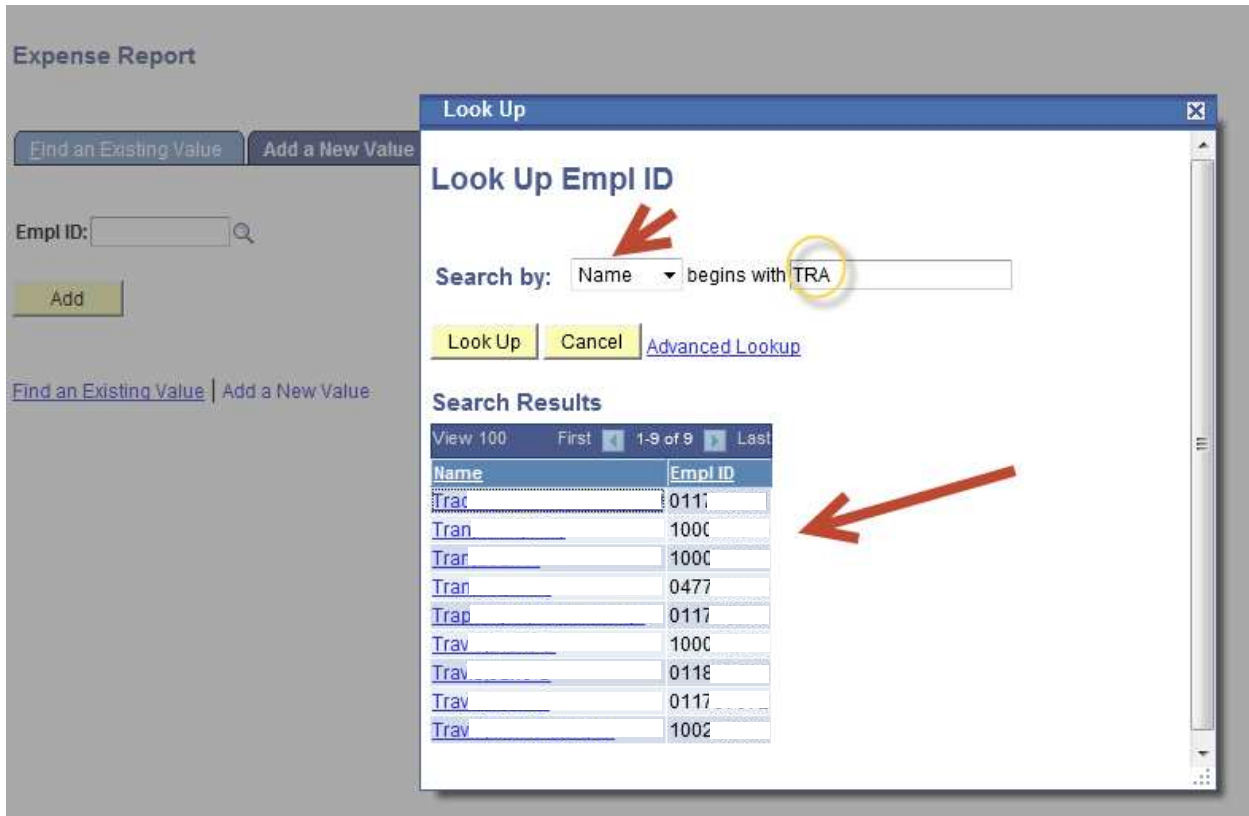 Expense Report
Find an Existing Value
Add a New Value
Empl ID:
Add
Find an Existing Value | Add a New Value
Look Up
Look Up Empl ID
Search by: Name begins with TRA
Look Up Cancel Advanced Lookup
Search Results
View 100 First 1-9 of 9 Last
Name Empl ID
Trac 0117
Tran 1000
Tran 1000
Tran 0477
Trap 0117
Trav 1000
Trav 0118
Trav 0117
Trav 1002